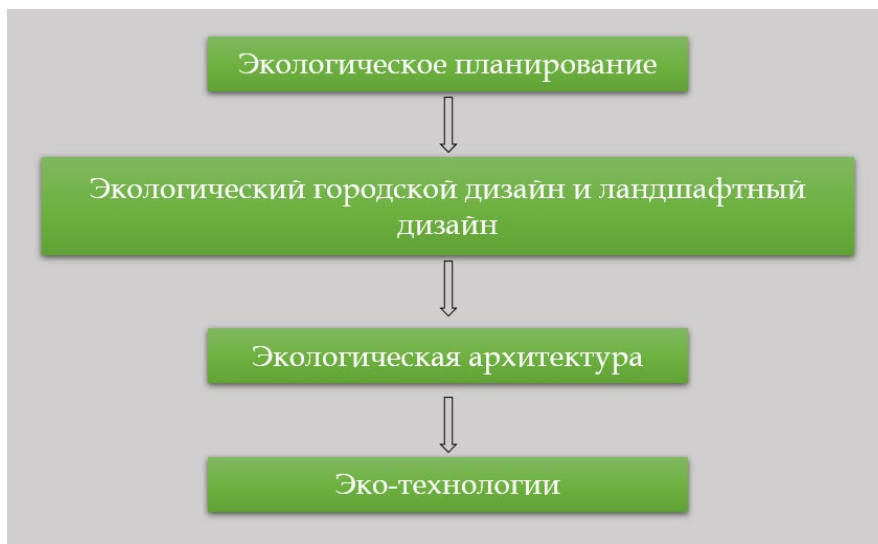 Экологическое планирование
Экологический городской дизайн и ландшафтный
дизайн
Экологическая архитектура
Эко-технологии